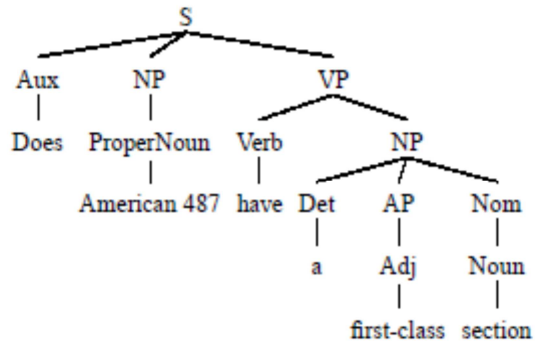 S
Aux NP VP
Does ProperNoun Verb NP
American 487 have Det AP Nom
a Adj Noun
first-class section